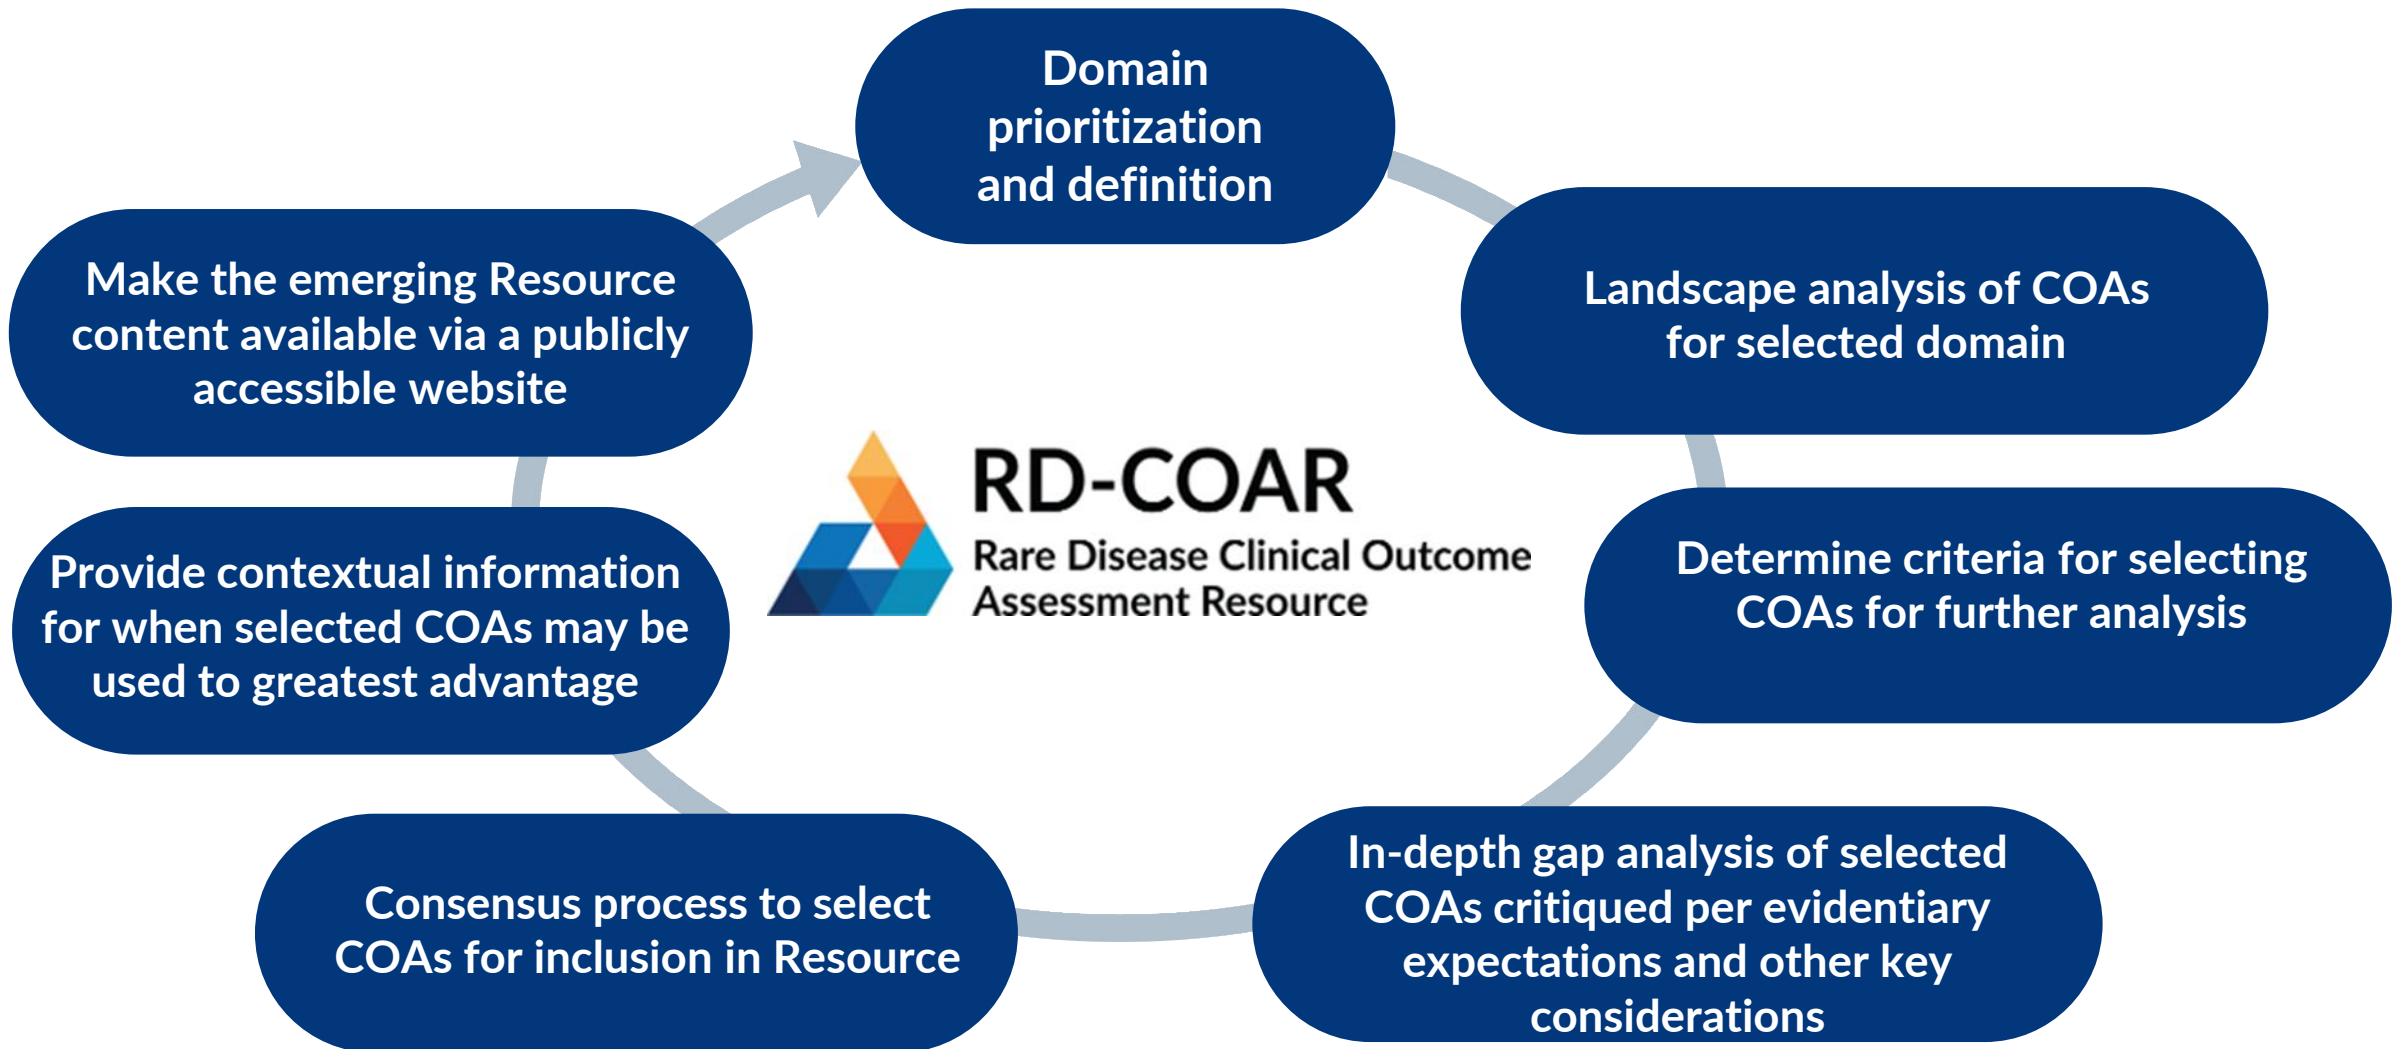 Domain
prioritization
and definition
Landscape analysis of COAs
for selected domain
Determine criteria for selecting
COAs for further analysis
In-depth gap analysis of selected
COAs critiqued per evidentiary
expectations and other key
considerations
Consensus process to select
COAs for inclusion in Resource
Provide contextual information
for when selected COAs may be
used to greatest advantage
Make the emerging Resource
content available via a publicly
accessible website
RD-COAR
Rare Disease Clinical Outcome
Assessment Resource